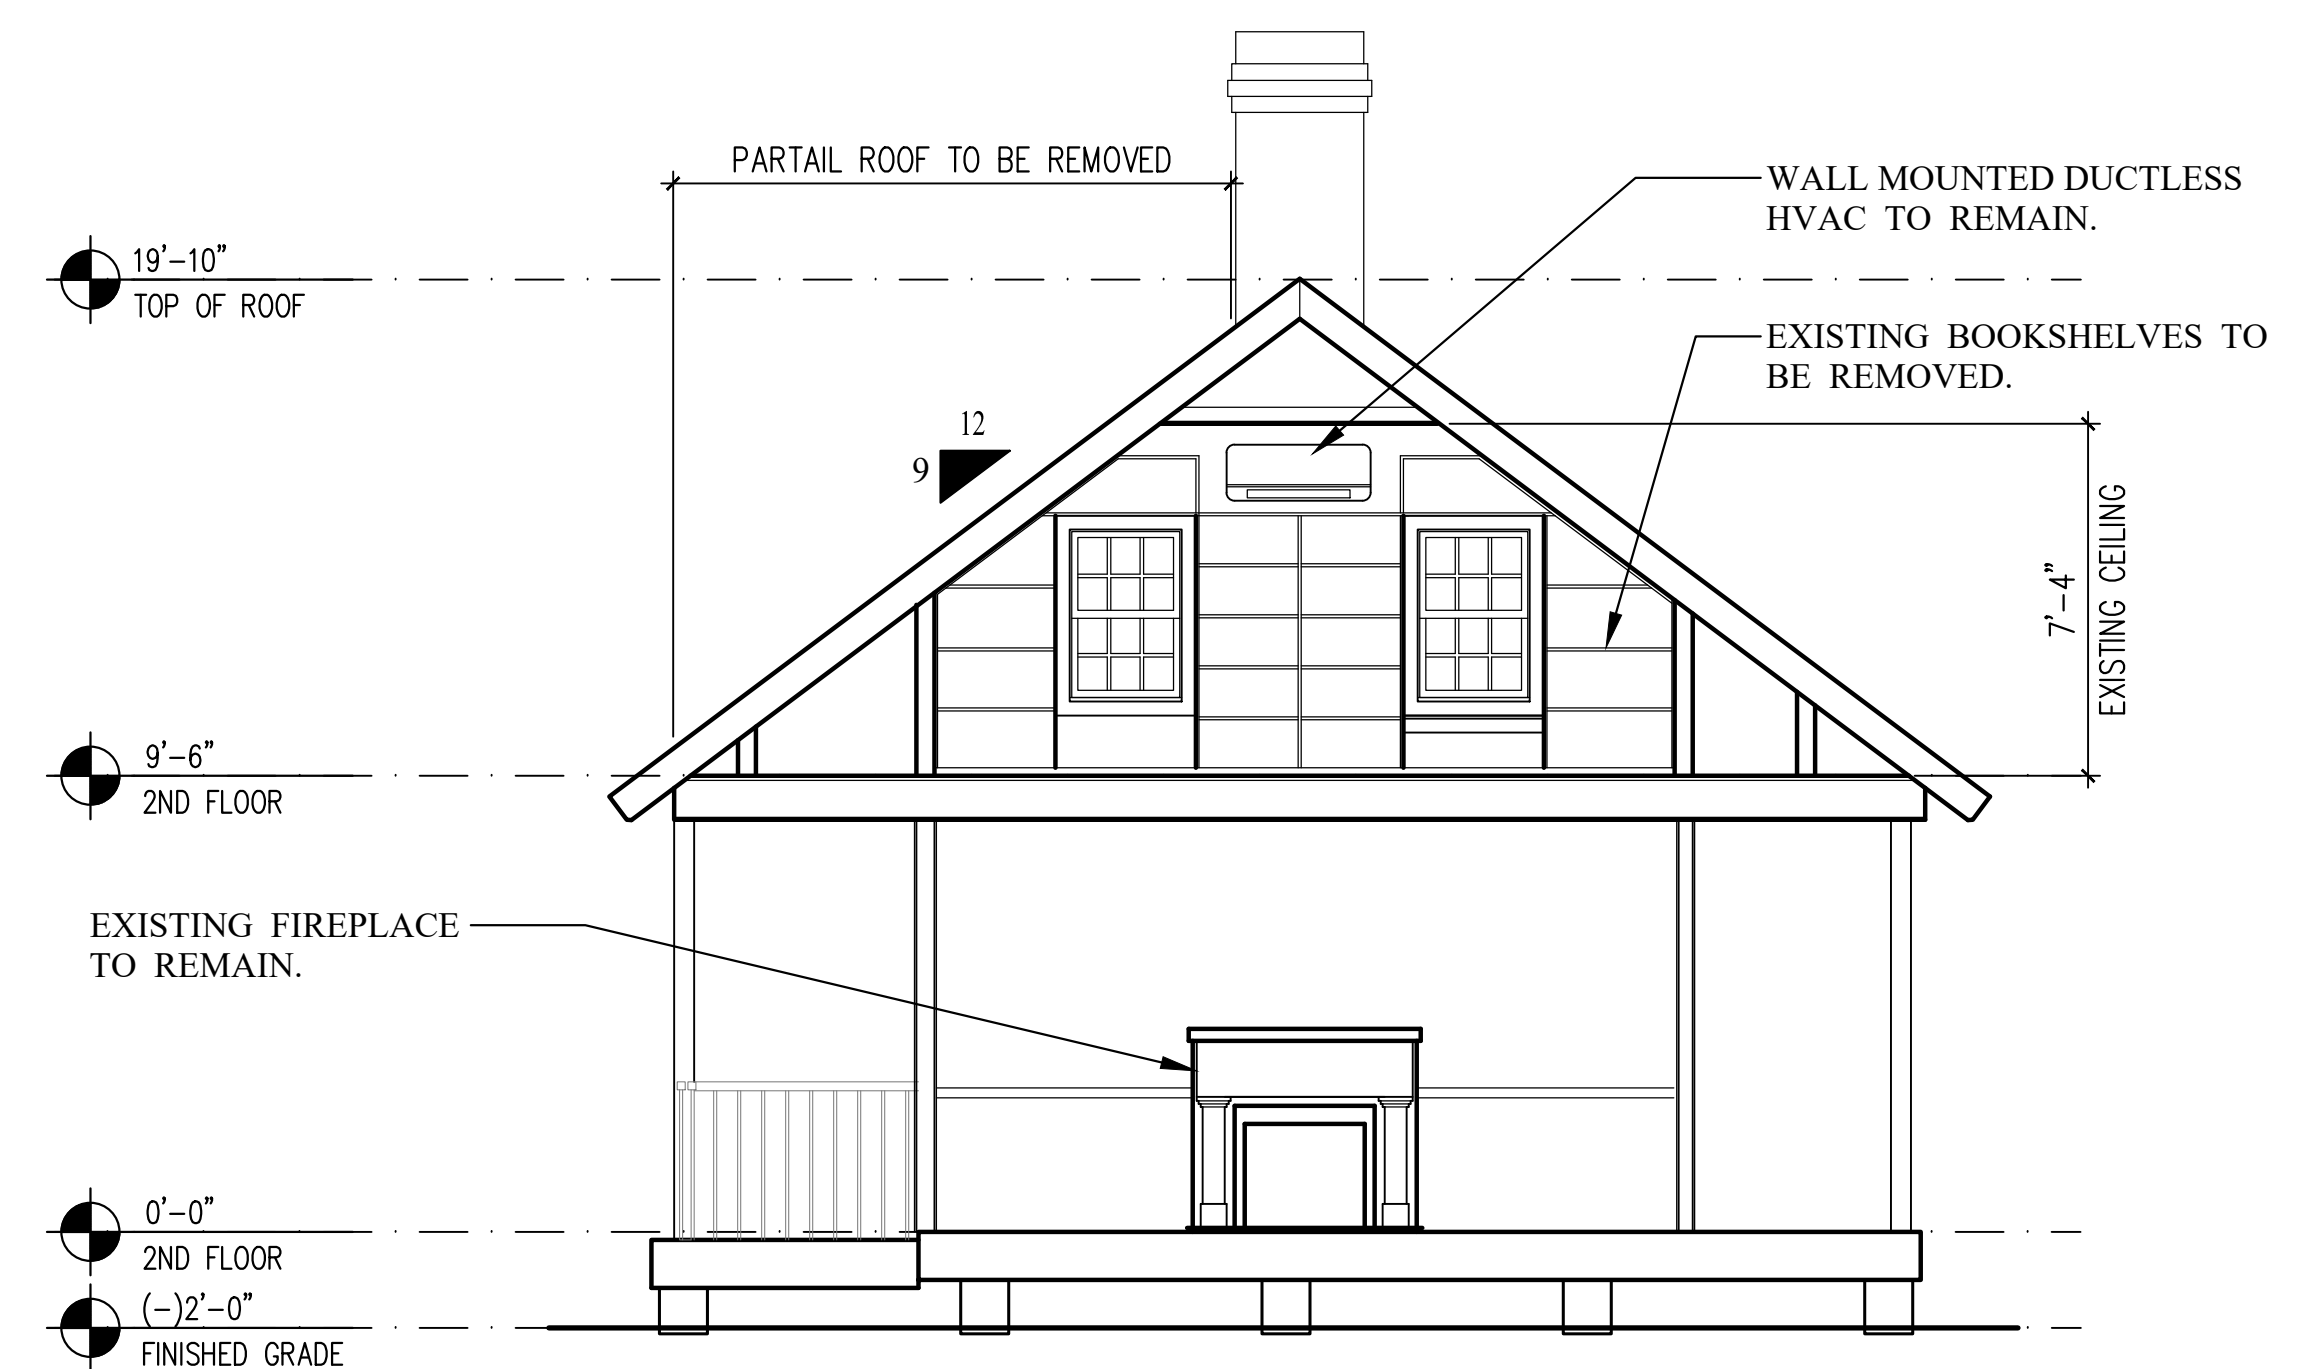 PARTAIL ROOF TO BE REMOVED
WALL MOUNTED DUCTLESS
HVAC TO REMAIN.
19'-10"
TOP OF ROOF
EXISTING BOOKSHELVES TO
BE REMOVED.
12
9
7'-4"
EXISTING CEILING
9'-6"
2ND FLOOR
EXISTING FIREPLACE
TO REMAIN.
0'-0"
2ND FLOOR
(-)2'-0"
FINISHED GRADE